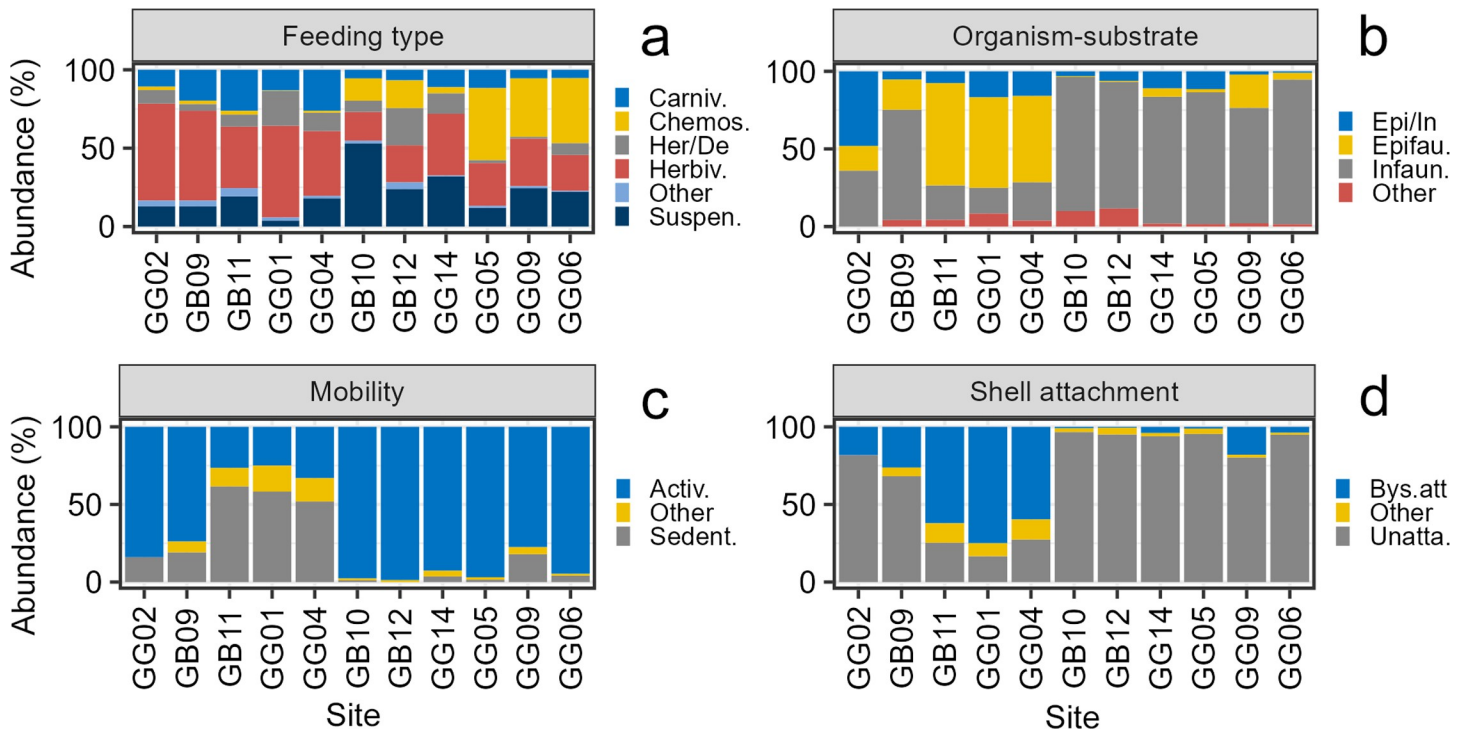 Feeding type
a
Abundance (%)
100
50
0
Carniv.
Chemos.
Her/De
Herbiv.
Other
Suspen.
GG02
GB09
GB11
GG01
GG04
GB10
GB12
GG14
GG05
GG09
GG06
Organism-substrate
b
100
50
0
Epi/In
Epifau.
Infaun.
Other
GG02
GB09
GB11
GG01
GG04
GB10
GB12
GG14
GG05
GG09
GG06
Mobility
c
Abundance (%)
100
50
0
Activ.
Other
Sedent.
GG02
GB09
GB11
GG01
GG04
GB10
GB12
GG14
GG05
GG09
GG06
Site
Shell attachment
d
100
50
0
Bys.att
Other
Unatta.
GG02
GB09
GB11
GG01
GG04
GB10
GB12
GG14
GG05
GG09
GG06
Site